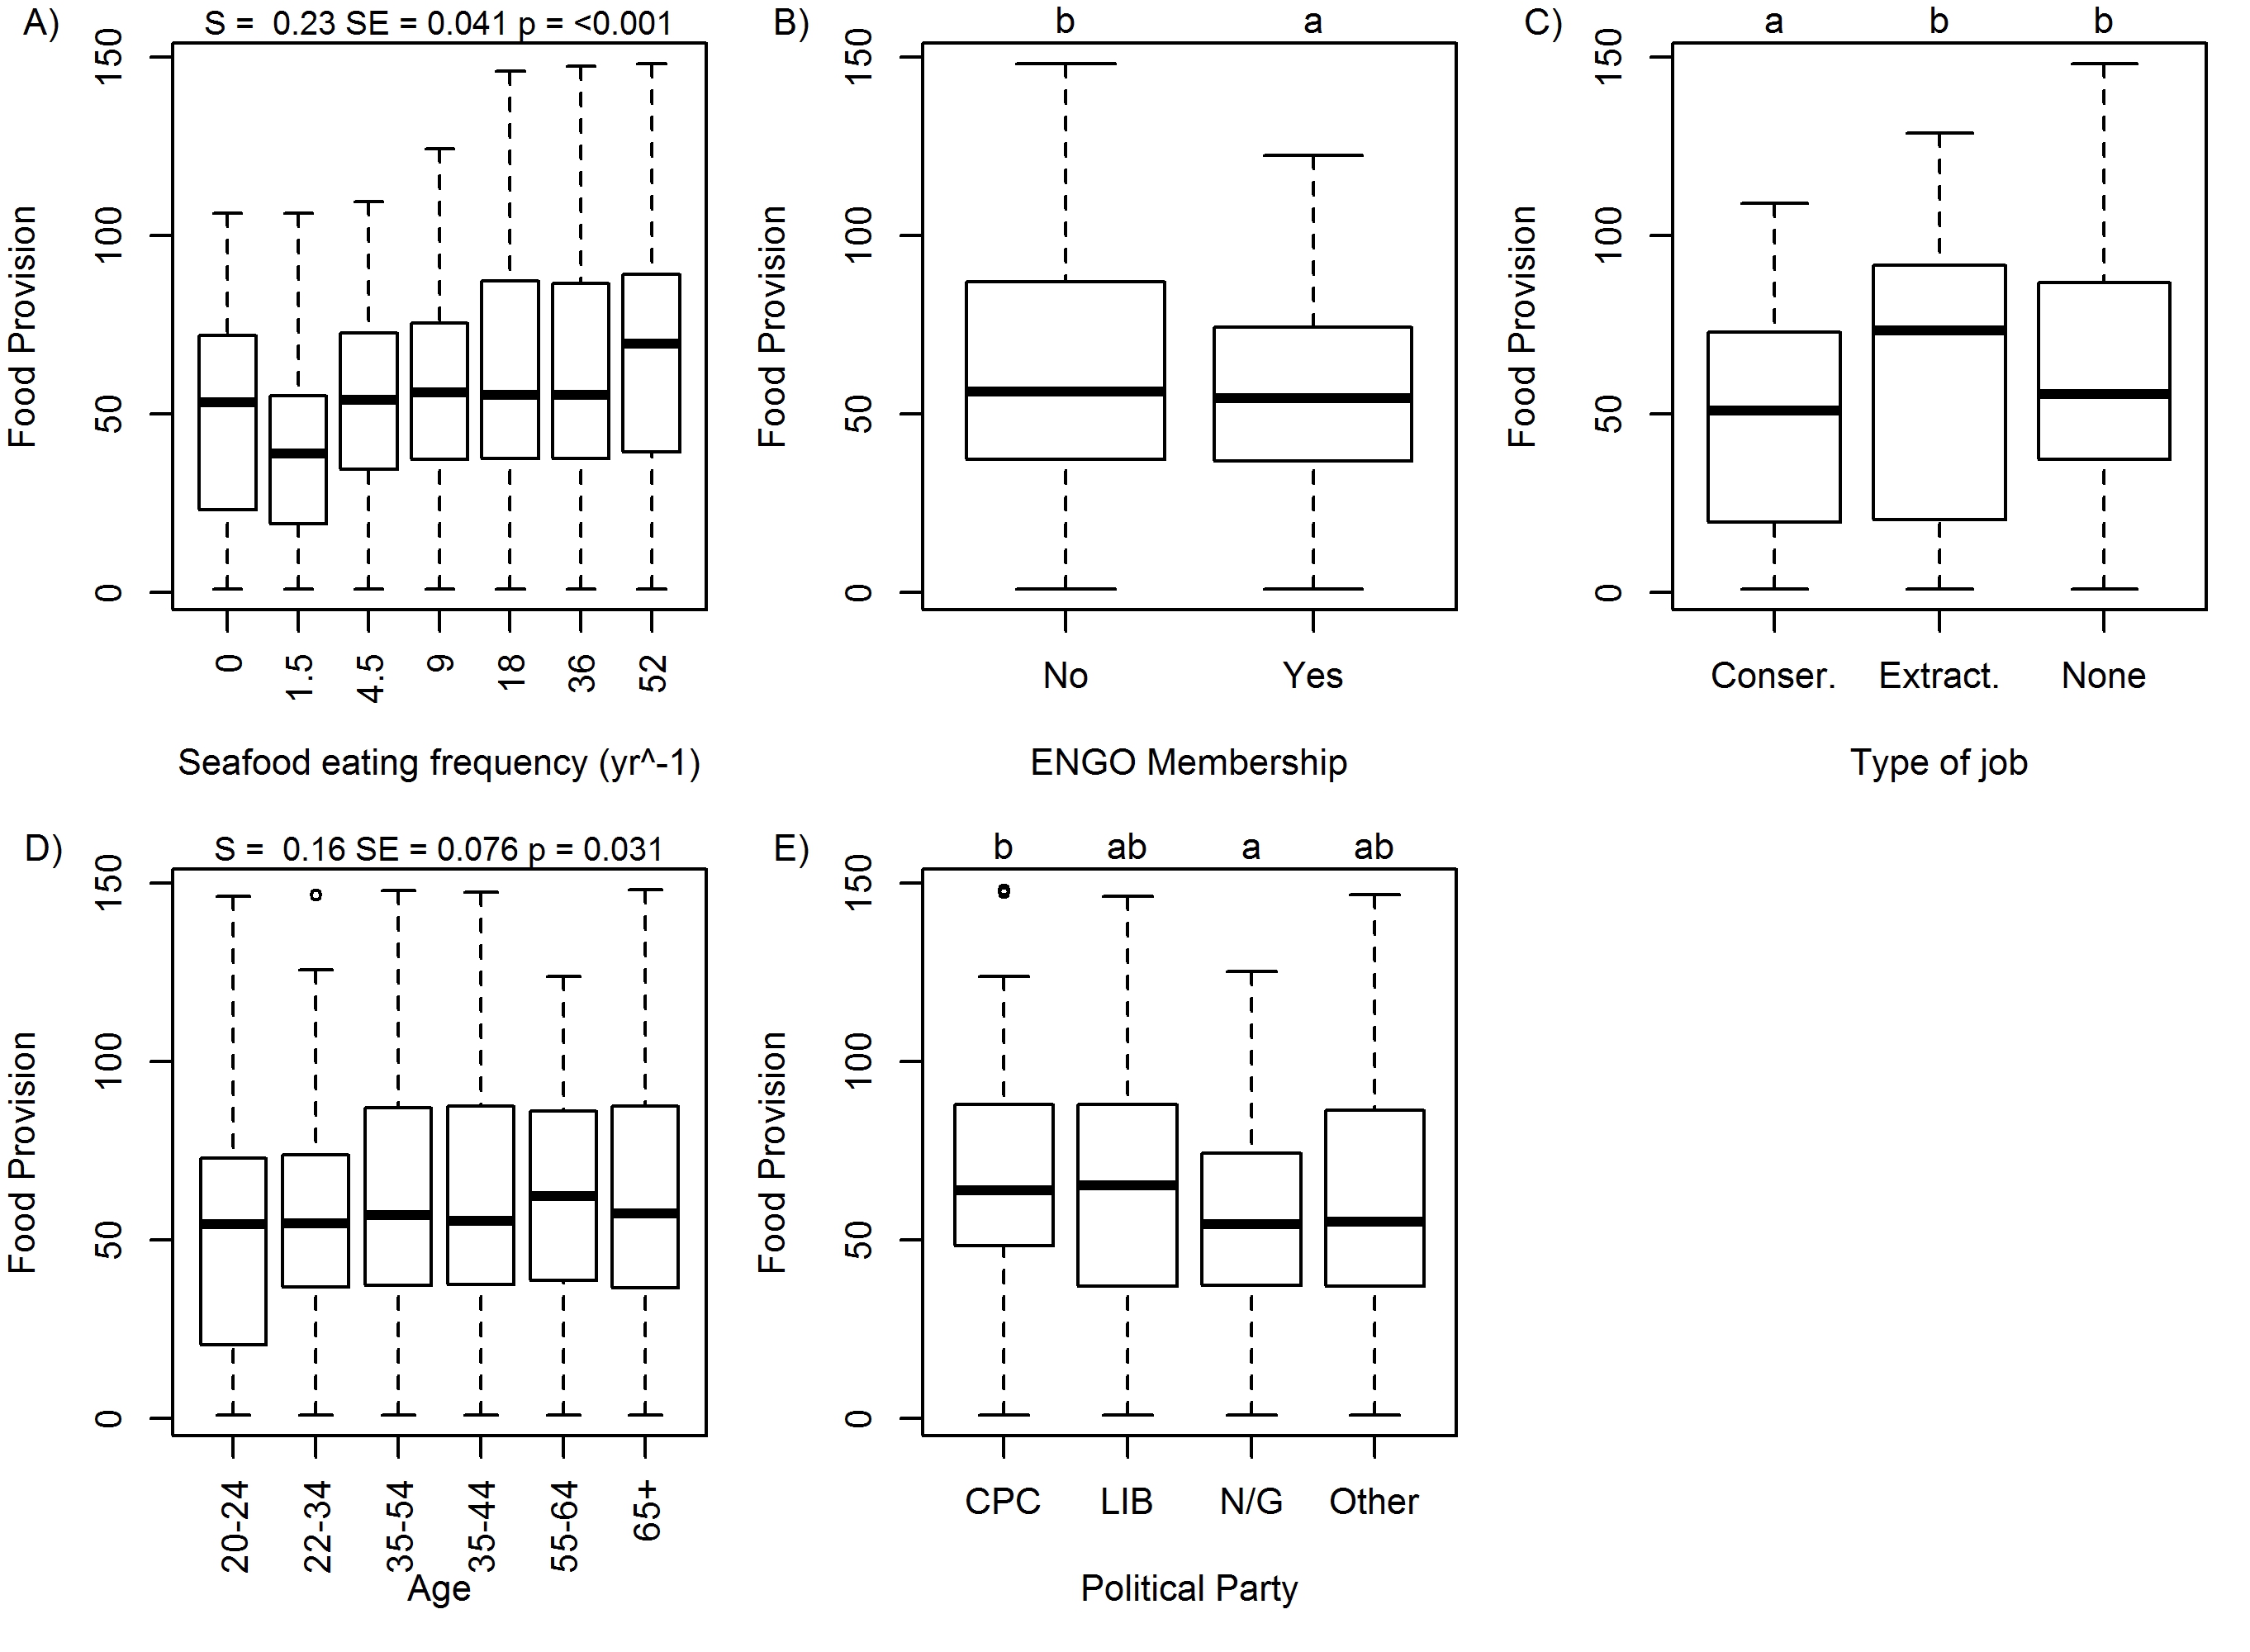 A)
S = 0.23 SE = 0.041 p = <0.001
Food Provision
150
100
50
0
0 1.5 4.5 9 18 36 52
Seafood eating frequency (yr^-1)
B)
b a
Food Provision
150
100
50
0
No Yes
ENGO Membership
C)
a b b
Food Provision
150
100
50
0
Conser. Extract. None
Type of job
D)
S = 0.16 SE = 0.076 p = 0.031
Food Provision
150
100
50
0
20-24 22-34 35-54 35-44 55-64 65+
Age
E)
b ab a ab
Food Provision
150
100
50
0
CPC LIB N/G Other
Political Party